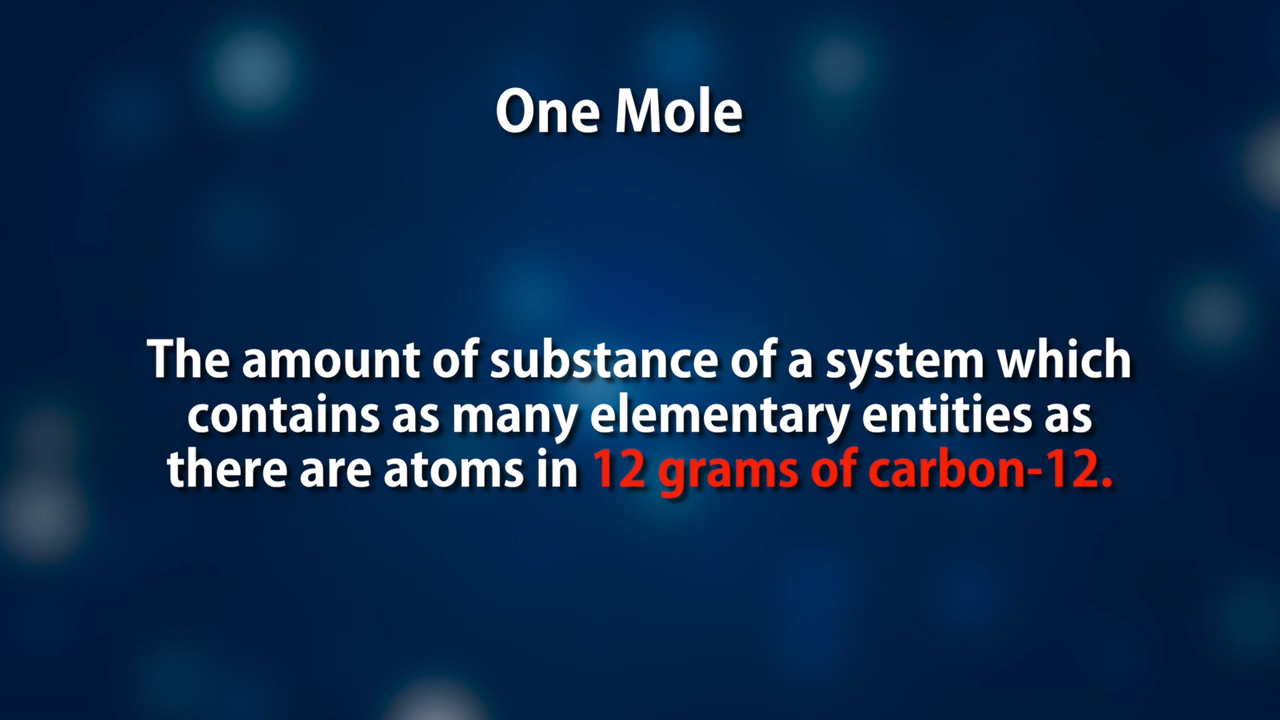 One Mole
The amount of substance of a system which
contains as many elementary entities as
there are atoms in 12 grams of carbon-12.